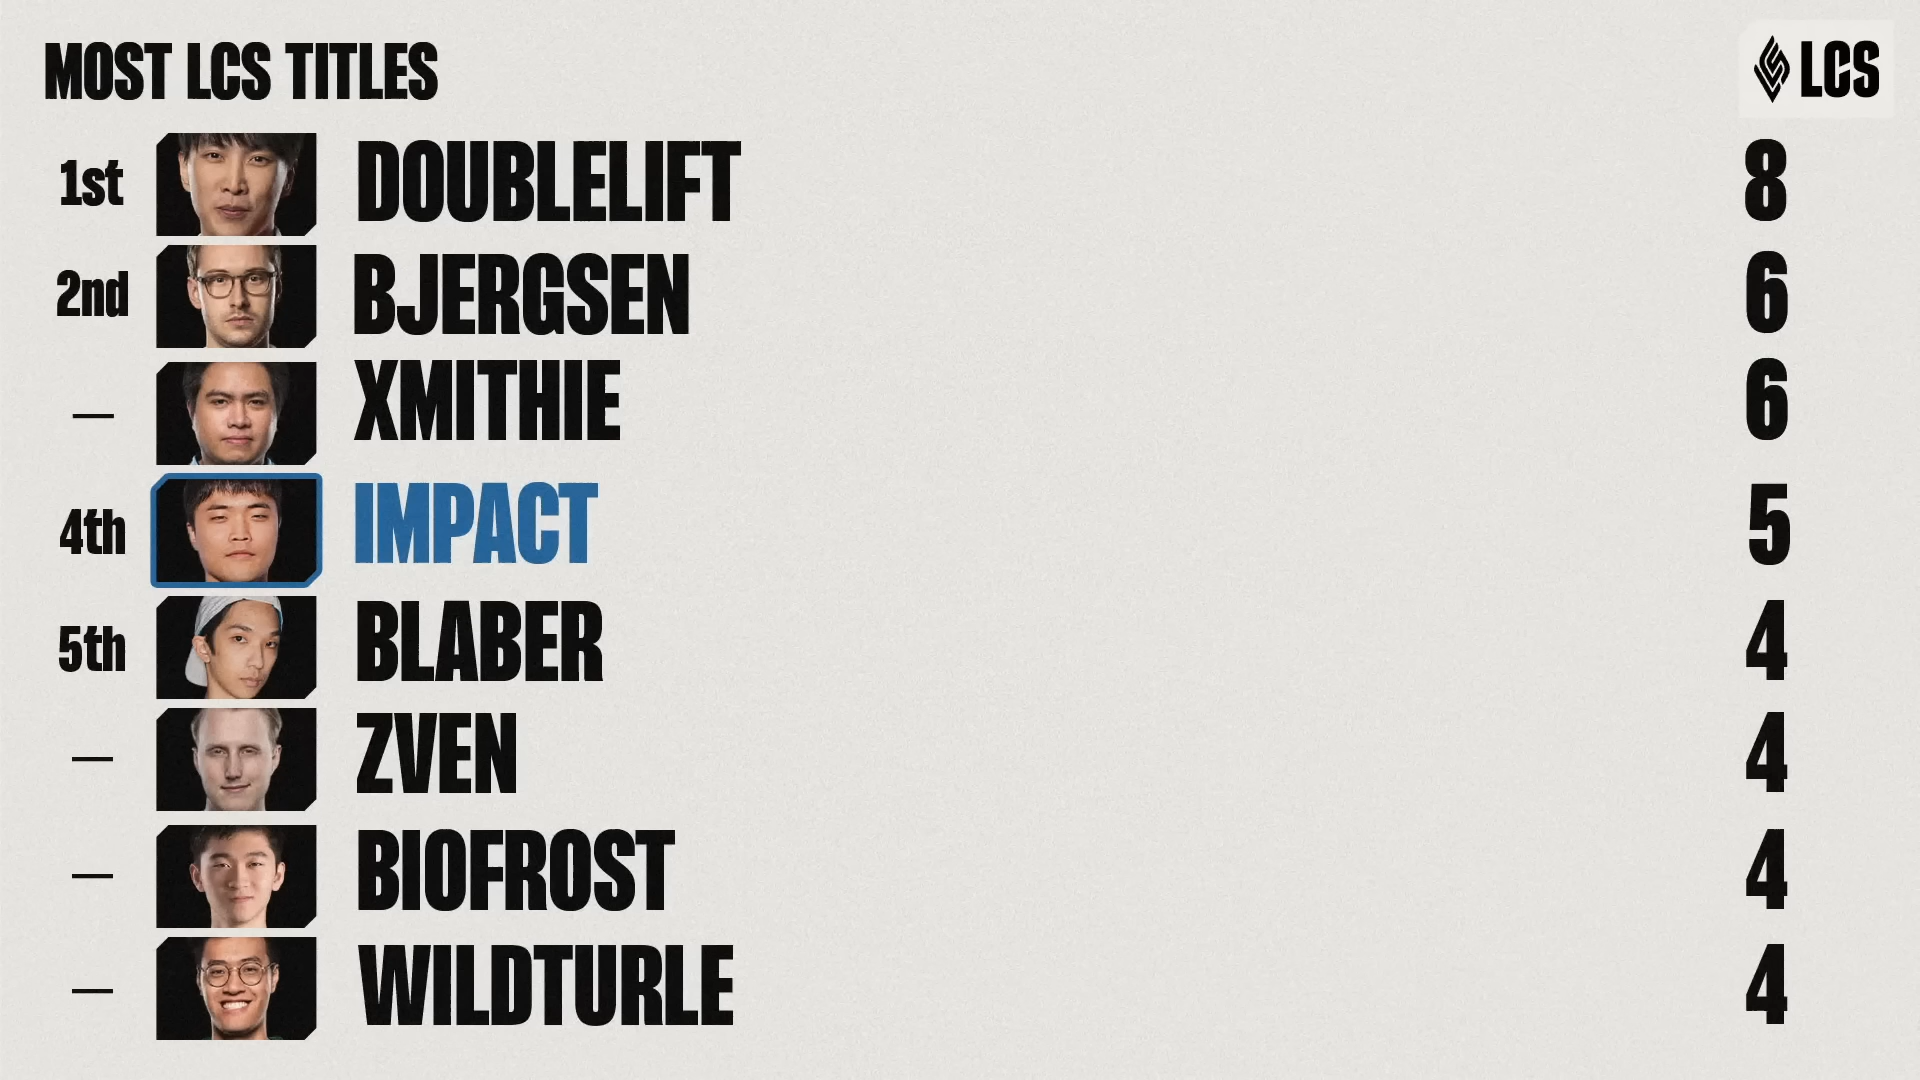 MOST LCS TITLES
LCS
1st DOUBLELIFT 8
2nd BJERGSEN 6
— XMITHIE 6
4th IMPACT 5
5th BLABER 4
— ZVEN 4
— BIOFROST 4
— WILDTURLE 4